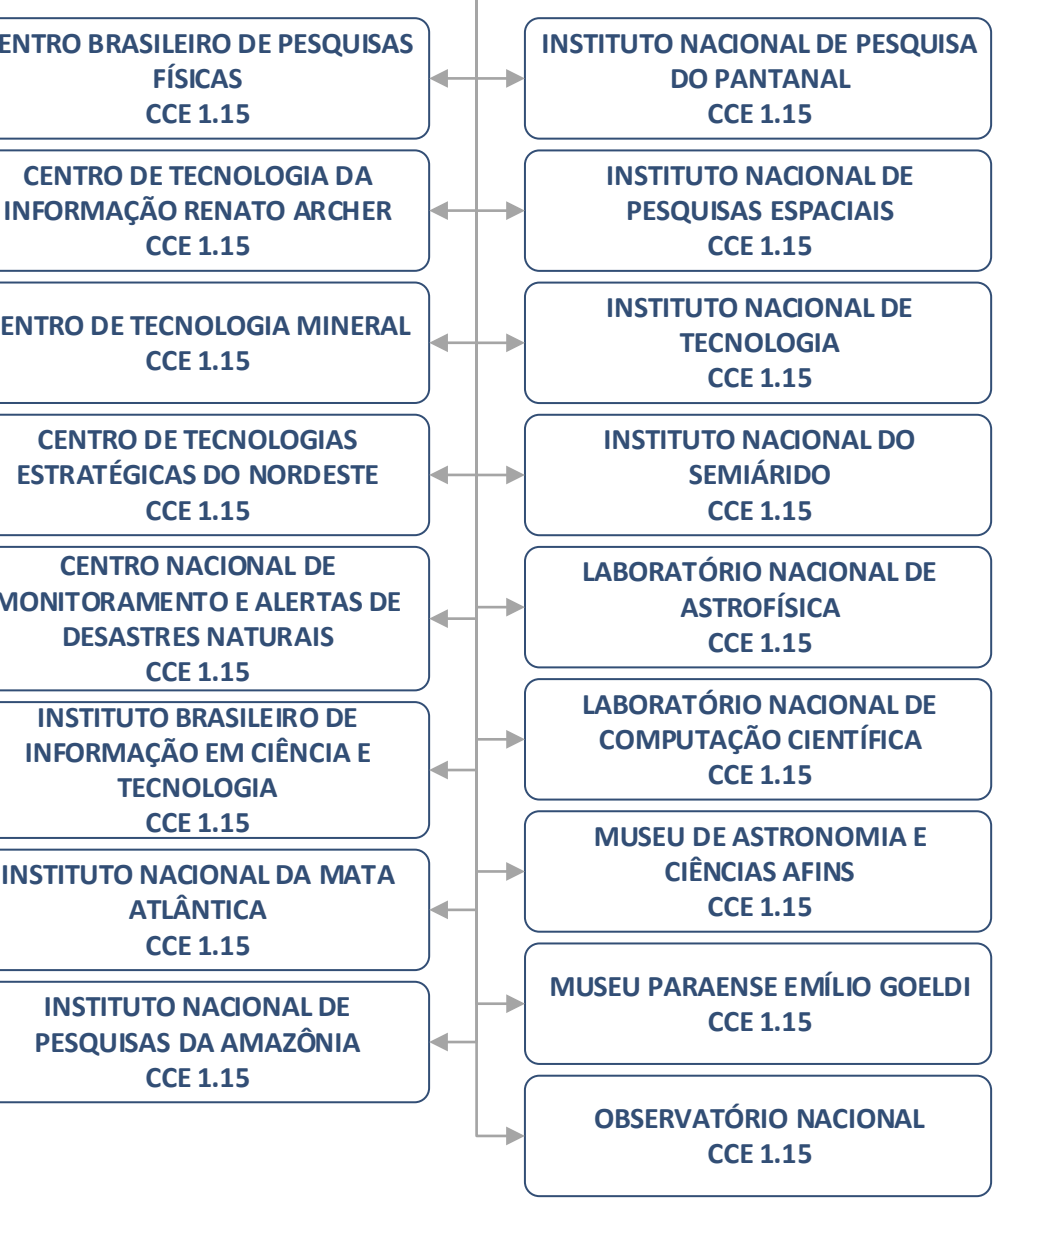 ENTRO BRASILEIRO DE PESQUISAS
FÍSICAS
CCE 1.15
CENTRO DE TECNOLOGIA DA
INFORMAÇÃO RENATO ARCHER
CCE 1.15
ENTRO DE TECNOLOGIA MINERAL
CCE 1.15
CENTRO DE TECNOLOGIAS
ESTRATÉGICAS DO NORDESTE
CCE 1.15
CENTRO NACIONAL DE
MONITORAMENTO E ALERTAS DE
DESASTRES NATURAIS
CCE 1.15
INSTITUTO BRASILEIRO DE
INFORMAÇÃO EM CIÊNCIA E
TECNOLOGIA
CCE 1.15
INSTITUTO NACIONAL DA MATA
ATLÂNTICA
CCE 1.15
INSTITUTO NACIONAL DE
PESQUISAS DA AMAZÔNIA
CCE 1.15
INSTITUTO NACIONAL DE PESQUISA
DO PANTANAL
CCE 1.15
INSTITUTO NACIONAL DE
PESQUISAS ESPACIAIS
CCE 1.15
INSTITUTO NACIONAL DE
TECNOLOGIA
CCE 1.15
INSTITUTO NACIONAL DO
SEMIÁRIDO
CCE 1.15
LABORATÓRIO NACIONAL DE
ASTROFÍSICA
CCE 1.15
LABORATÓRIO NACIONAL DE
COMPUTAÇÃO CIENTÍFICA
CCE 1.15
MUSEU DE ASTRONOMIA E
CIÊNCIAS AFINS
CCE 1.15
MUSEU PARAENSE EMÍLIO GOELDI
CCE 1.15
OBSERVATÓRIO NACIONAL
CCE 1.15